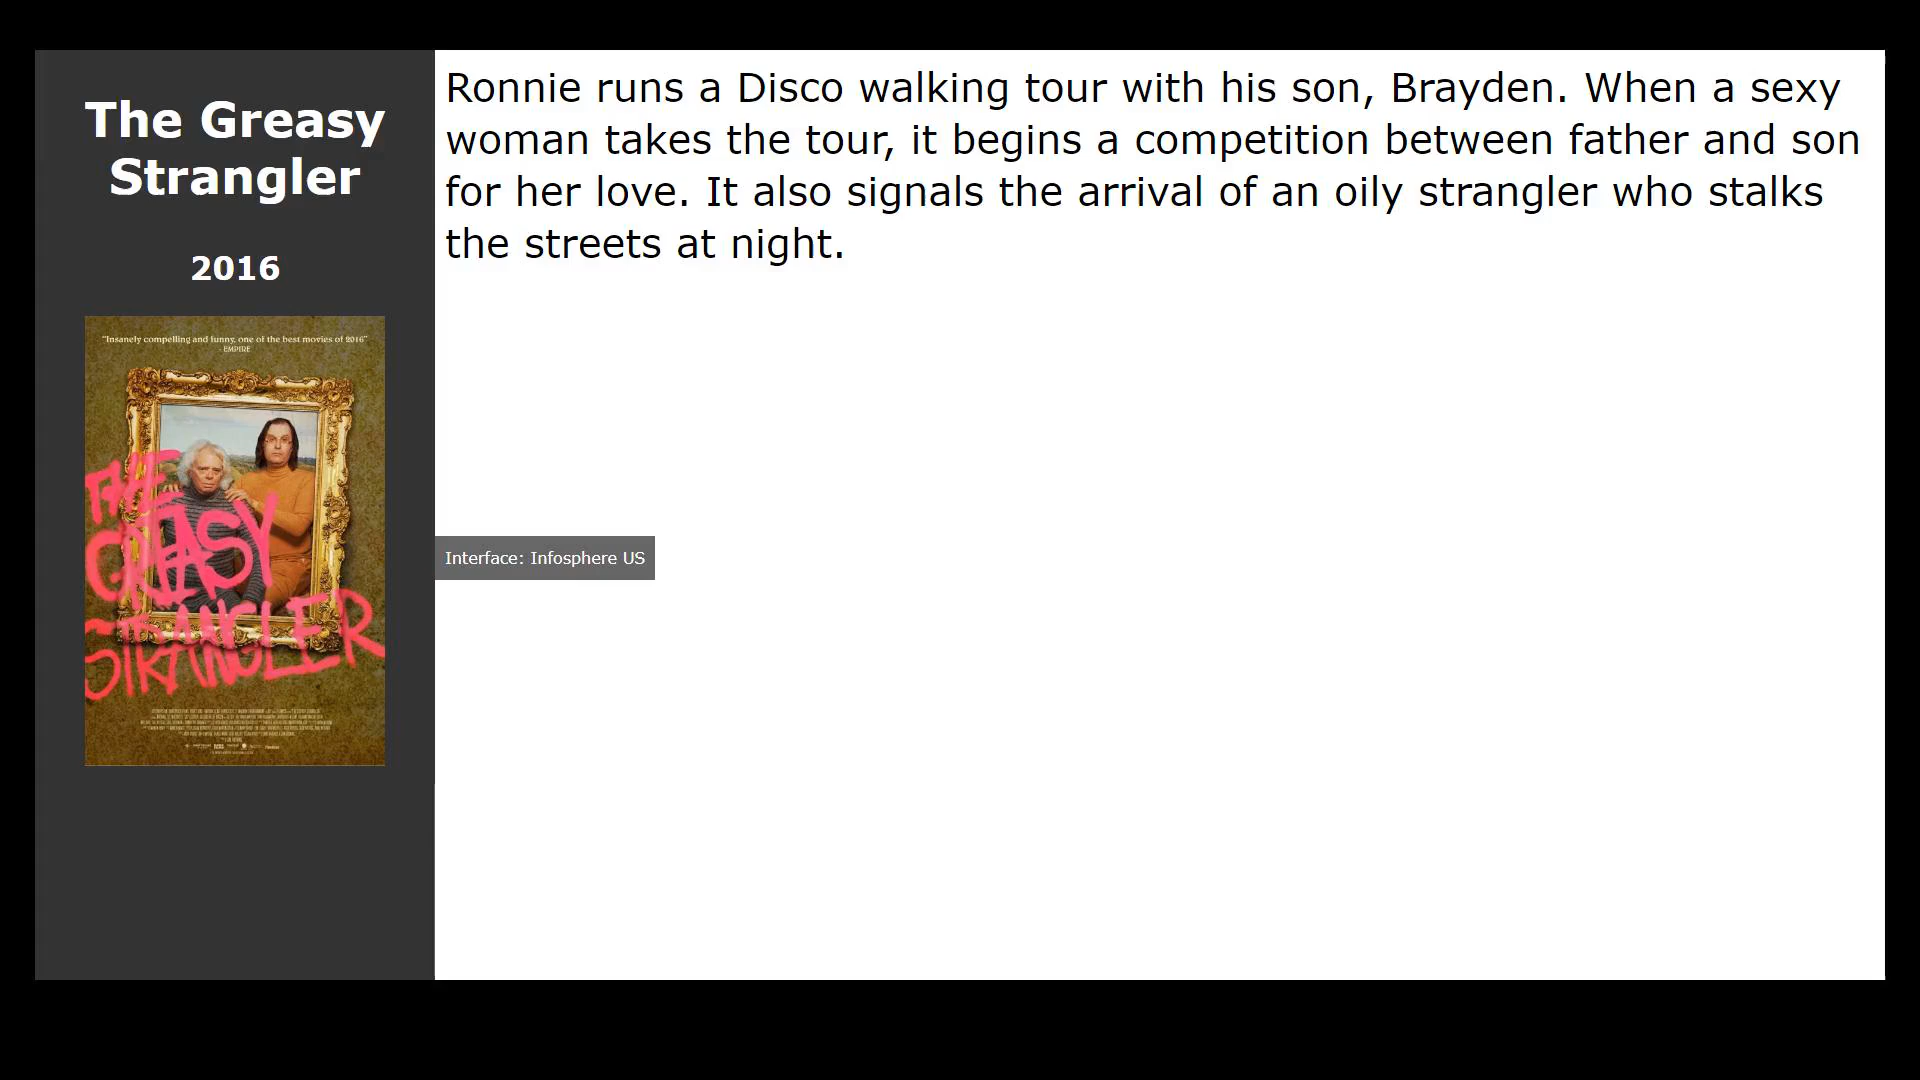 The Greasy
Strangler
2016
"Insanely compelling and funny, one of the best movies of 2016"
- EMPIRE
THE
GREASY
STRANGLER
Ronnie runs a Disco walking tour with his son, Brayden. When a sexy
woman takes the tour, it begins a competition between father and son
for her love. It also signals the arrival of an oily strangler who stalks
the streets at night.
Interface: Infosphere US